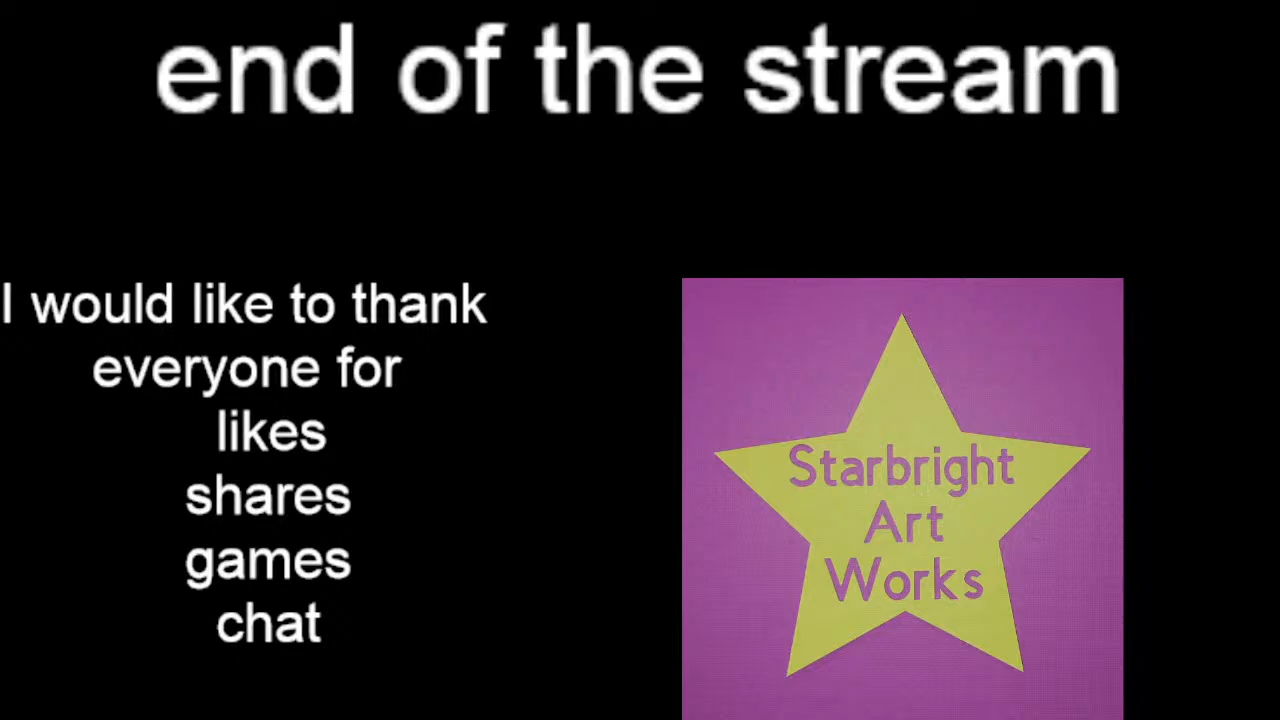 end of the stream
I would like to thank
everyone for
likes
shares
games
chat
Starbright
Art
Works